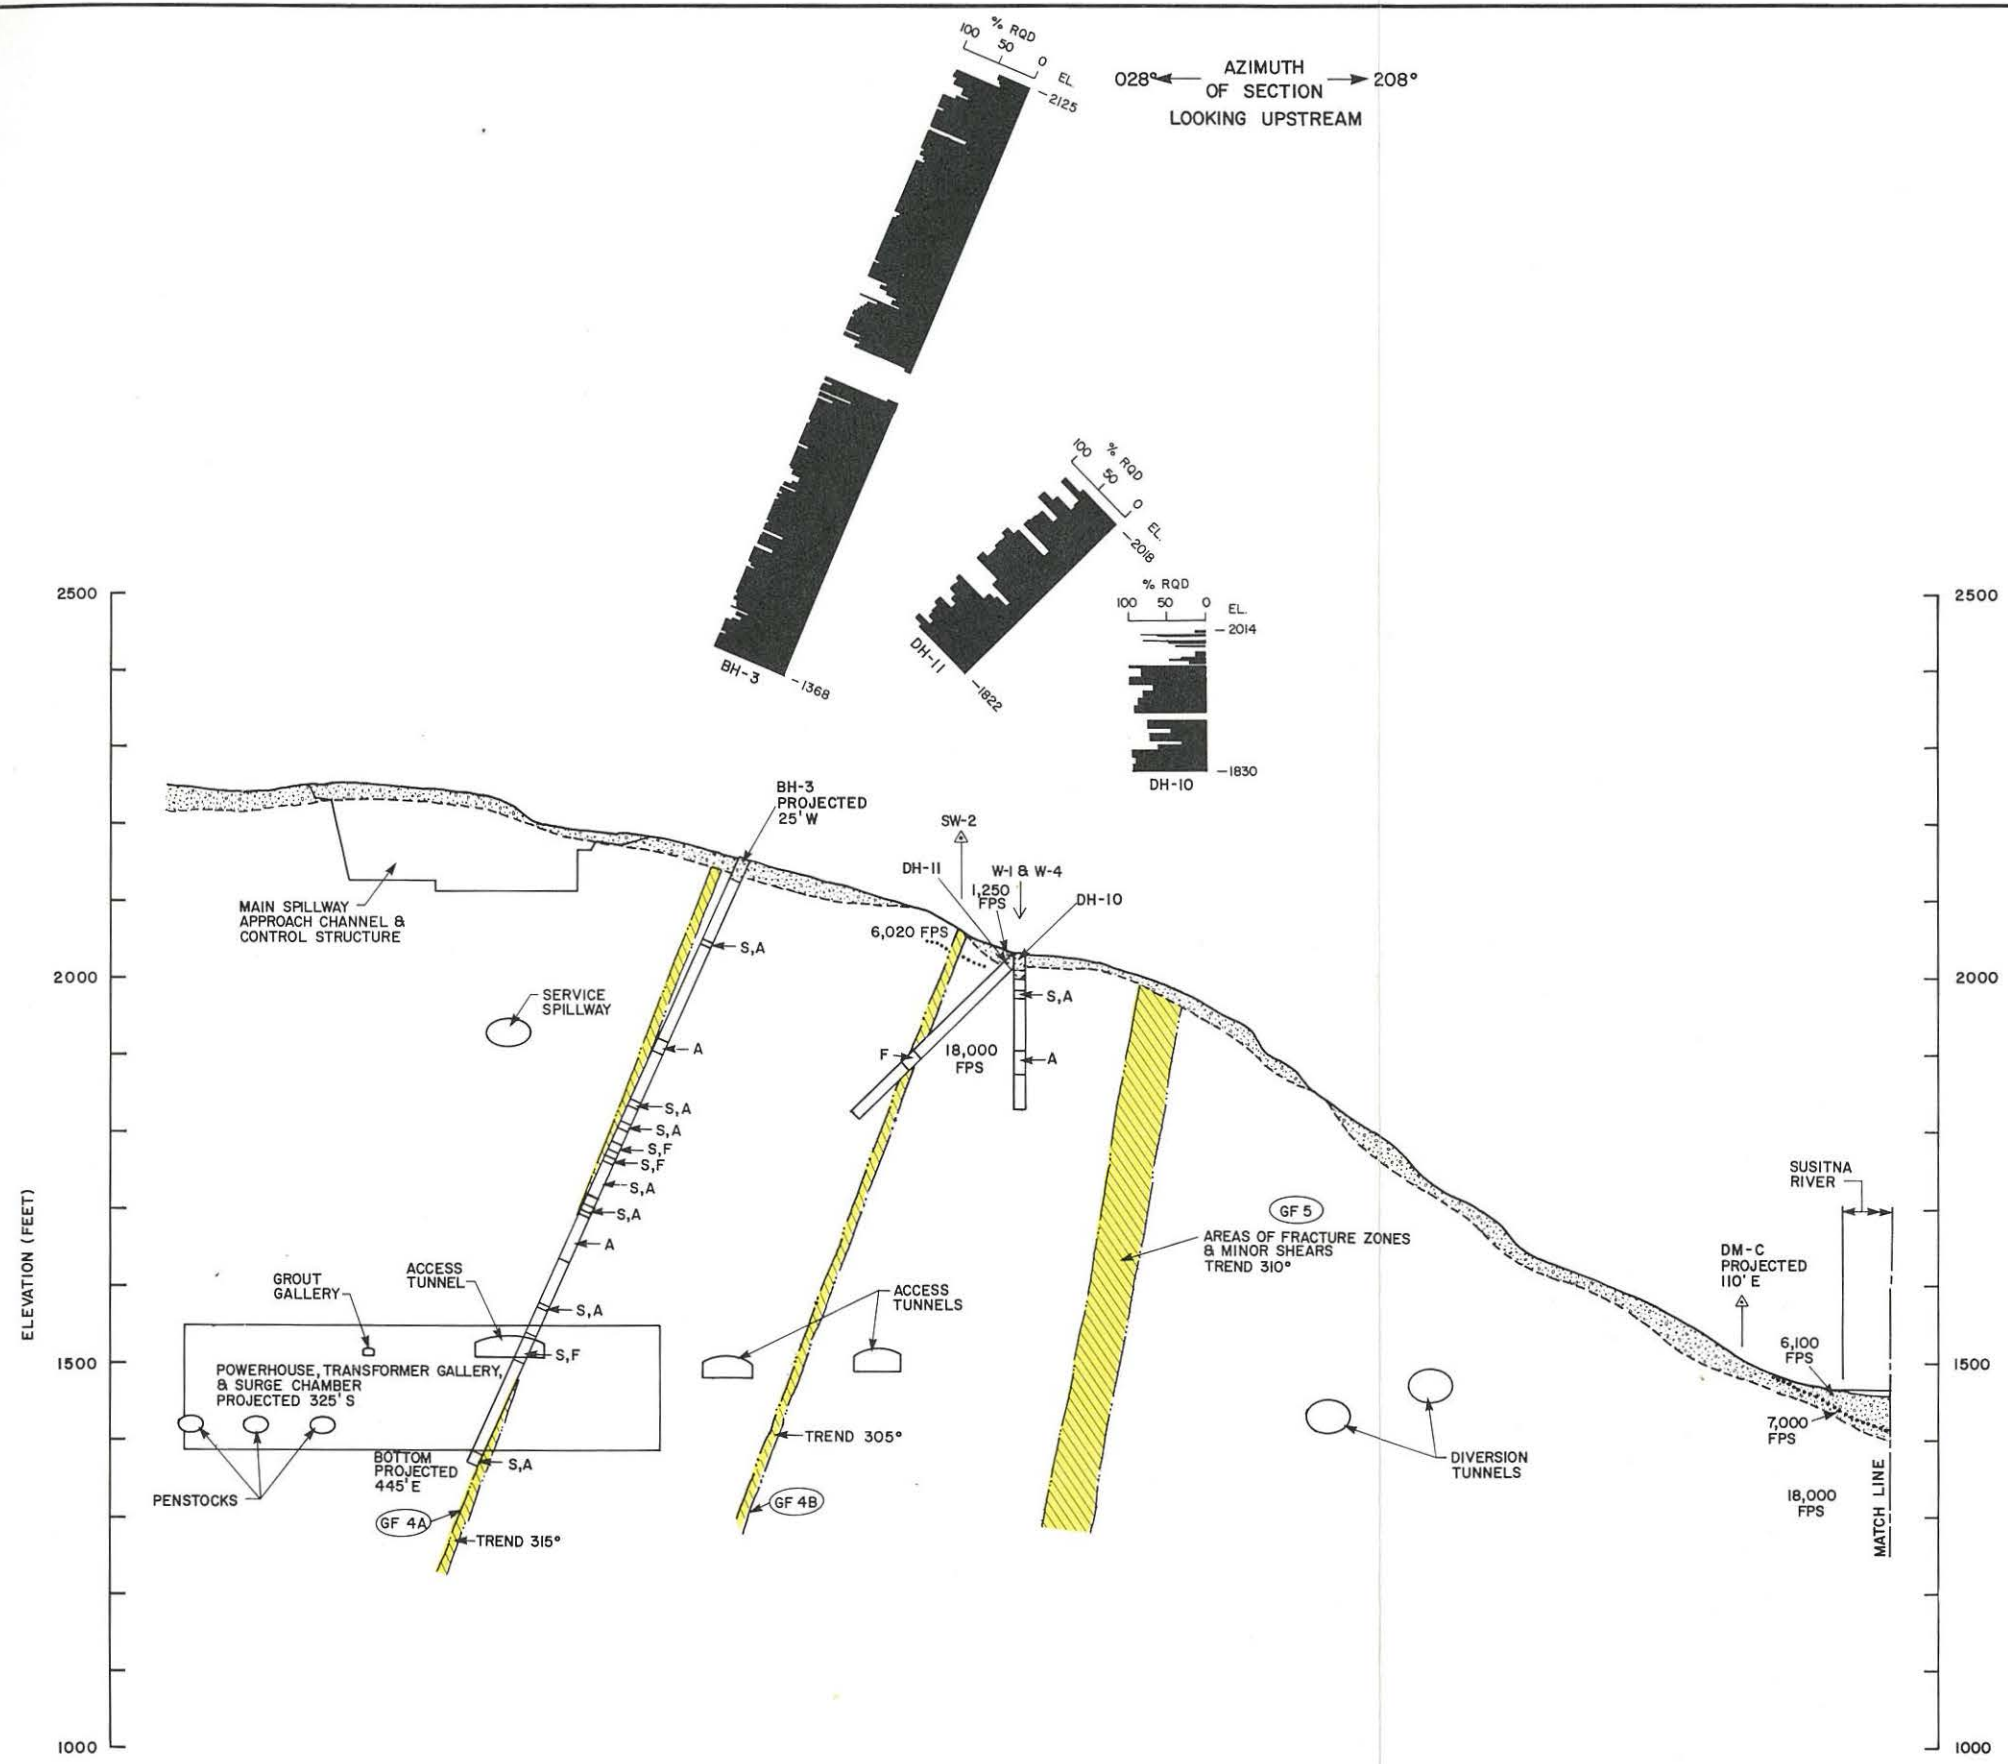 % RQD
100 50 0 EL.
-2125
028° AZIMUTH OF SECTION 208°
LOOKING UPSTREAM
BH-3
-1368
% RQD
100 50 0 EL.
-2018
DH-11
-1822
% RQD
100 50 0 EL.
-2014
-1830
DH-10
2500
2000
1500
1000
ELEVATION (FEET)
2500
2000
1500
1000
BH-3
PROJECTED
25' W
MAIN SPILLWAY
APPROACH CHANNEL &
CONTROL STRUCTURE
SW-2
DH-11
W-1 & W-4
1,250
FPS
DH-10
6,020 FPS
S,A
SERVICE
SPILLWAY
S,A
A
F
18,000
FPS
A
S,A
S,A
S,F
S,F
S,A
S,A
A
SUSITNA
RIVER
GF 5
AREAS OF FRACTURE ZONES
& MINOR SHEARS
TREND 310°
DM-C
PROJECTED
110' E
GROUT
GALLERY
ACCESS
TUNNEL
ACCESS
TUNNELS
S,A
S,F
6,100
FPS
POWERHOUSE, TRANSFORMER GALLERY,
& SURGE CHAMBER
PROJECTED 325' S
7,000
FPS
TREND 305°
BOTTOM
PROJECTED
445' E
S,A
DIVERSION
TUNNELS
PENSTOCKS
GF 4A
GF 4B
18,000
FPS
TREND 315°
MATCH LINE